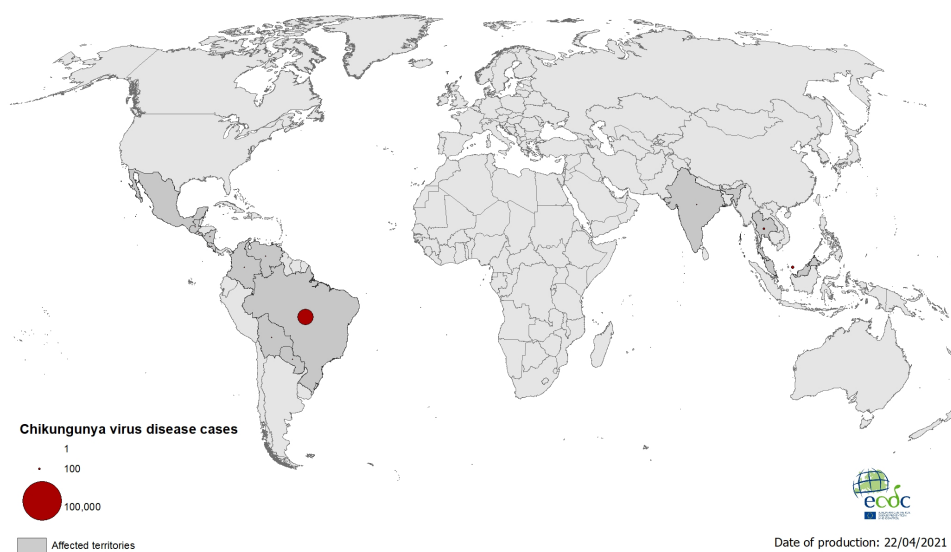 Chikungunya virus disease cases
1
100
100,000
Affected territories
ecdc
Date of production: 22/04/2021